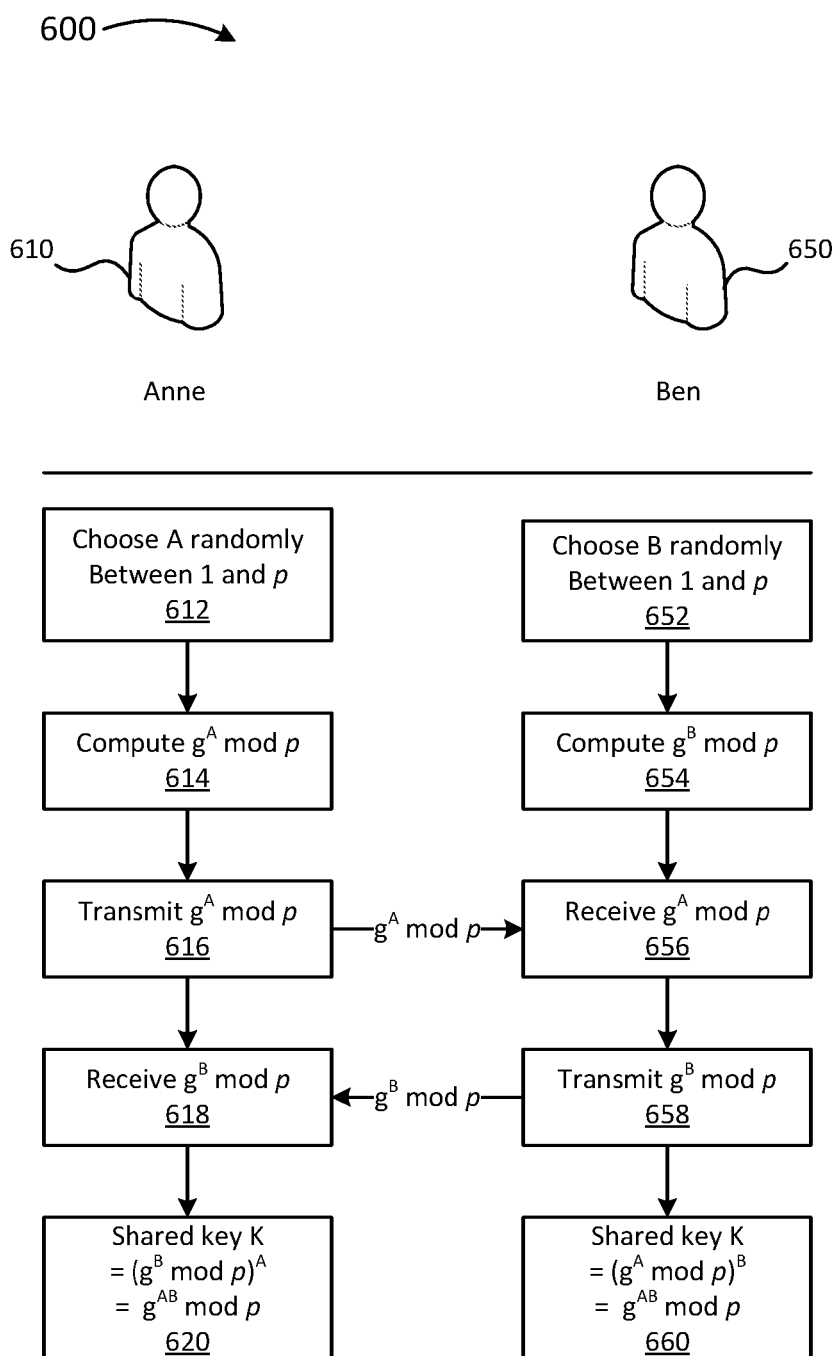 600
610
650
Anne
Ben
Choose A randomly
Between 1 and p
612
Choose B randomly
Between 1 and p
652
Compute g^A mod p
614
Compute g^B mod p
654
Transmit g^A mod p
616
g^A mod p
Receive g^A mod p
656
Receive g^B mod p
618
g^B mod p
Transmit g^B mod p
658
Shared key K
= (g^B mod p)^A
= g^AB mod p
620
Shared key K
= (g^A mod p)^B
= g^AB mod p
660